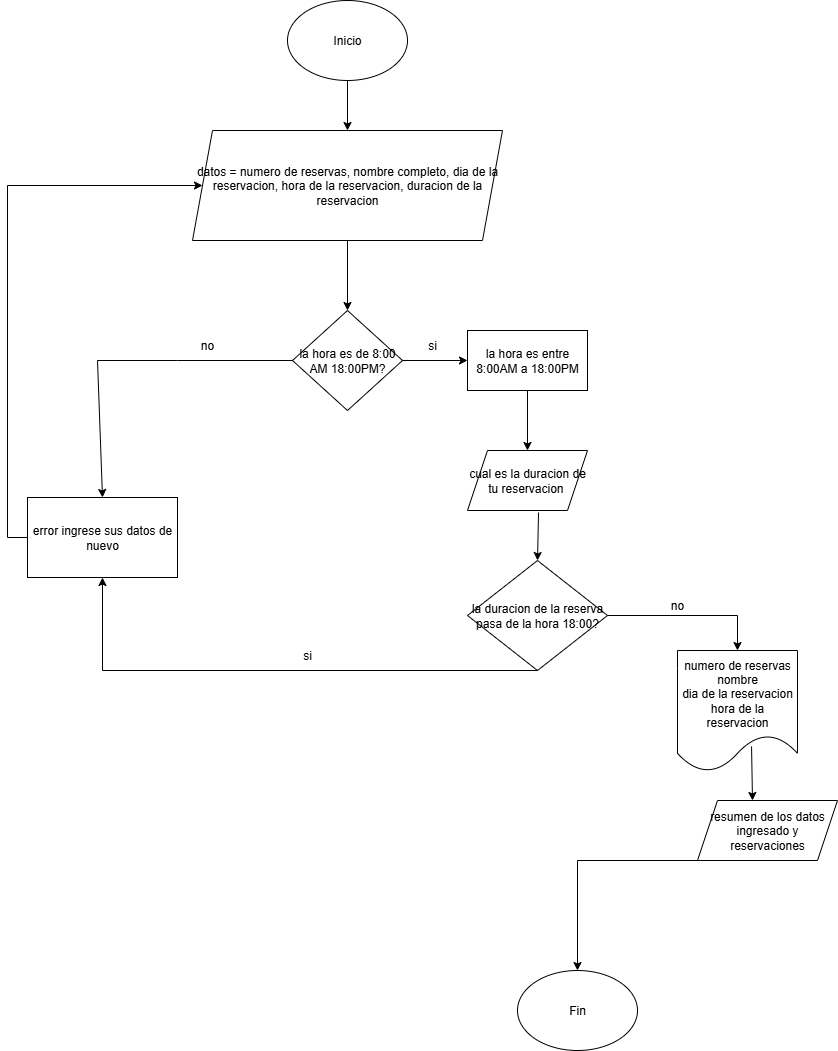 Inicio
datos = numero de reservas, nombre completo, dia de la
reservacion, hora de la reservacion, duracion de la
reservacion
no
la hora es de 8:00
AM 18:00PM?
si
la hora es entre
8:00AM a 18:00PM
cual es la duracion de
tu reservacion
error ingrese sus datos de
nuevo
la duracion de la reserva
pasa de la hora 18:00?
no
si
numero de reservas
nombre
dia de la reservacion
hora de la
reservacion
resumen de los datos
ingresado y
reservaciones
Fin